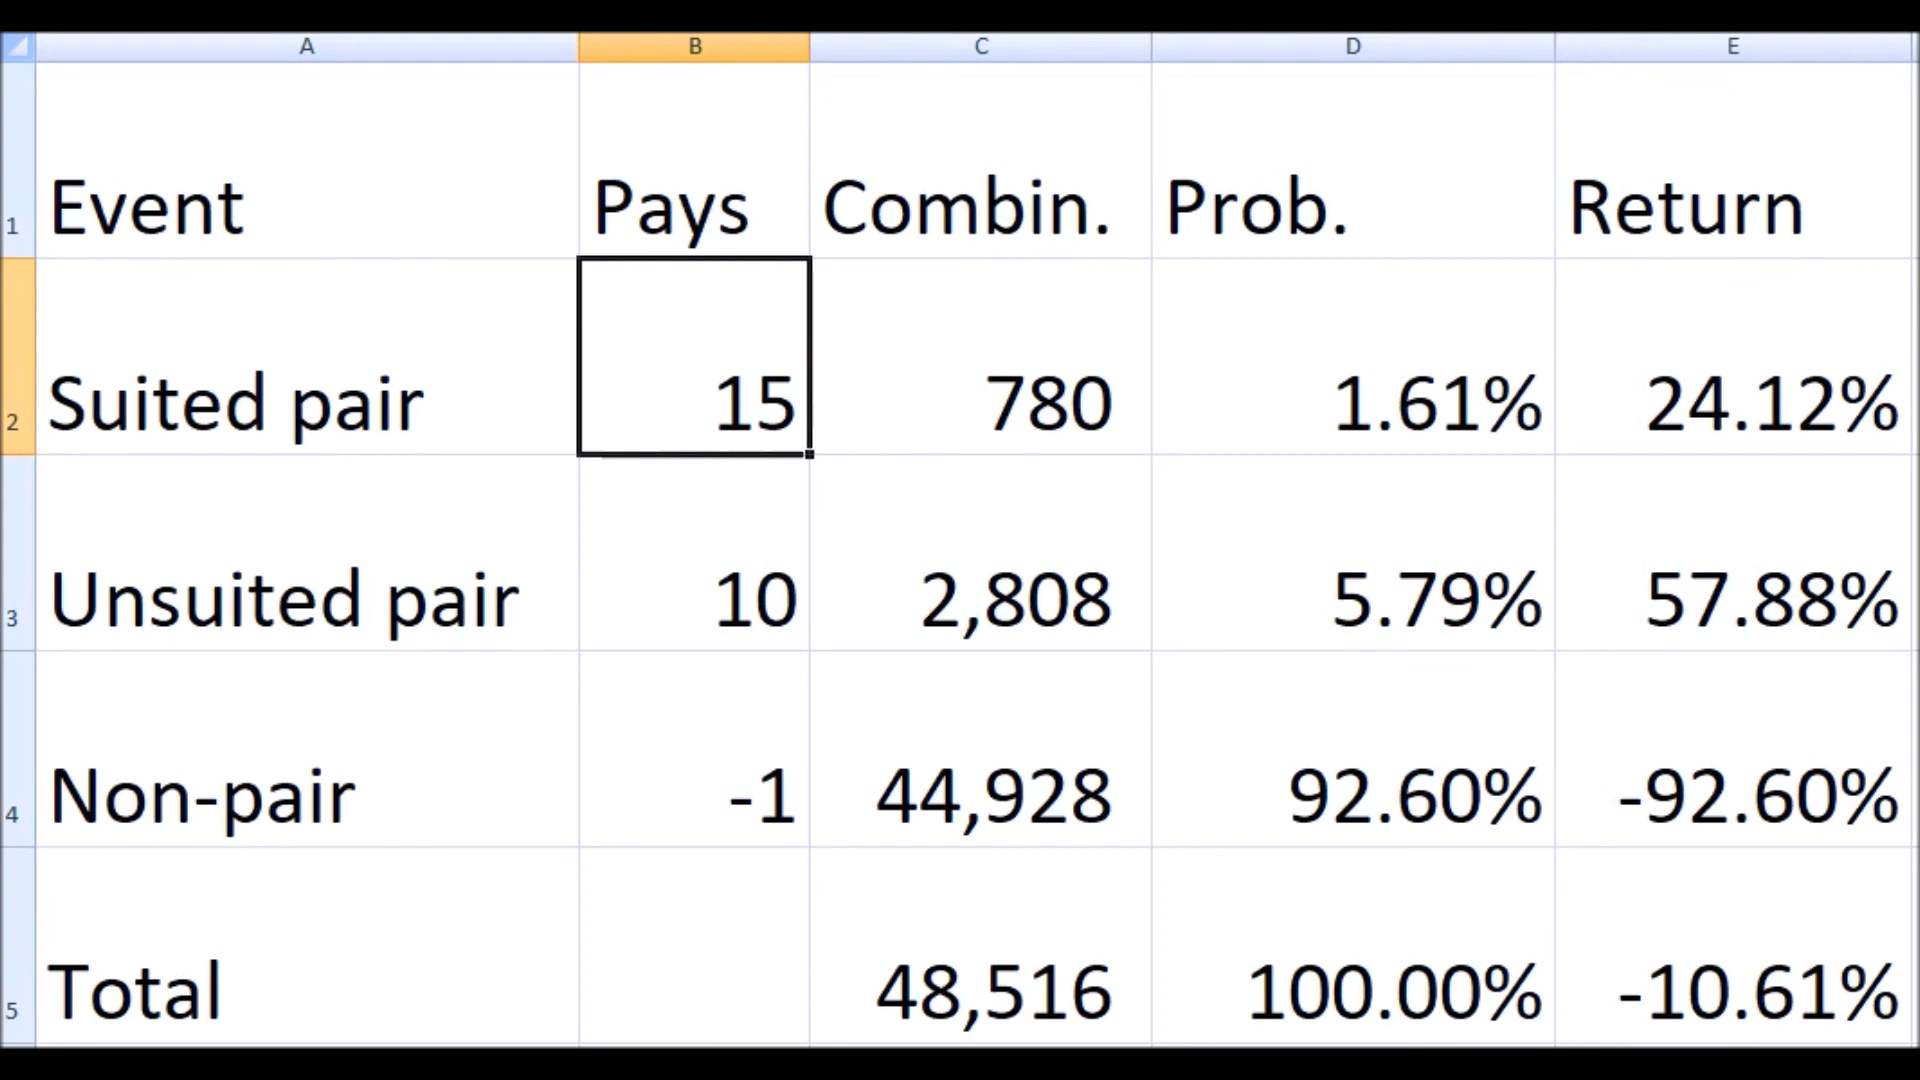 A B C D E
1 Event Pays Combin. Prob. Return
2 Suited pair 15 780 1.61% 24.12%
3 Unsuited pair 10 2,808 5.79% 57.88%
4 Non-pair -1 44,928 92.60% -92.60%
5 Total 48,516 100.00% -10.61%